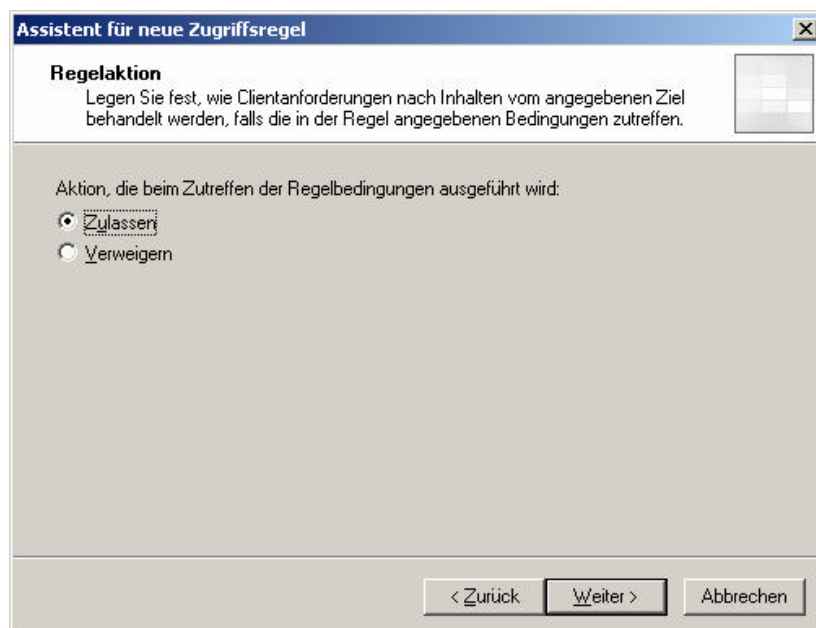 Assistent für neue Zugriffsregel
Regelaktion
Legen Sie fest, wie Clientanforderungen nach Inhalten vom angegebenen Ziel
behandelt werden, falls die in der Regel angegebenen Bedingungen zutreffen.
Aktion, die beim Zutreffen der Regelbedingungen ausgeführt wird:
Zulassen
Verweigern
< Zurück
Weiter >
Abbrechen